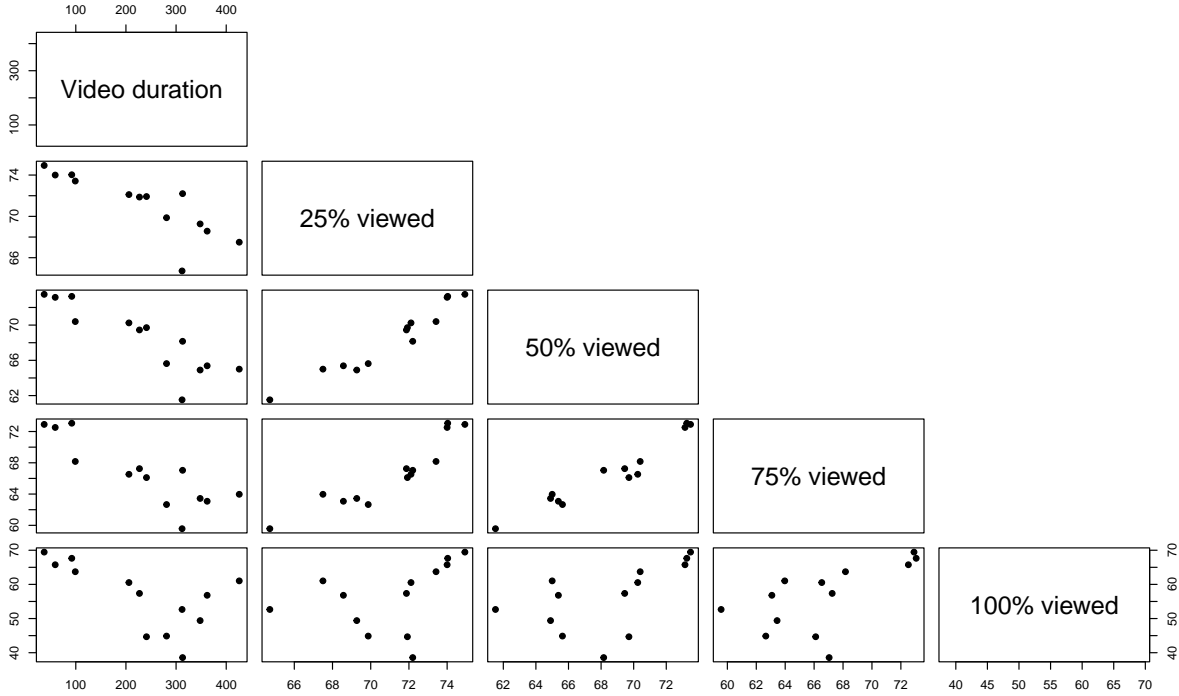 100 200 300 400
100 300
Video duration
66 70 74
25% viewed
62 66 70
50% viewed
60 64 68 72
75% viewed
40 50 60 70
100% viewed
40 50 60 70
100 200 300 400
66 68 70 72 74
62 64 66 68 70 72
60 62 64 66 68 70 72
40 45 50 55 60 65 70